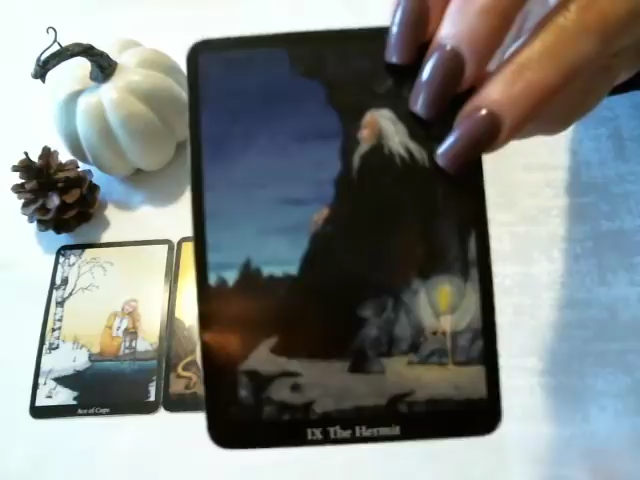 IX The Hermit
Ace of Cups